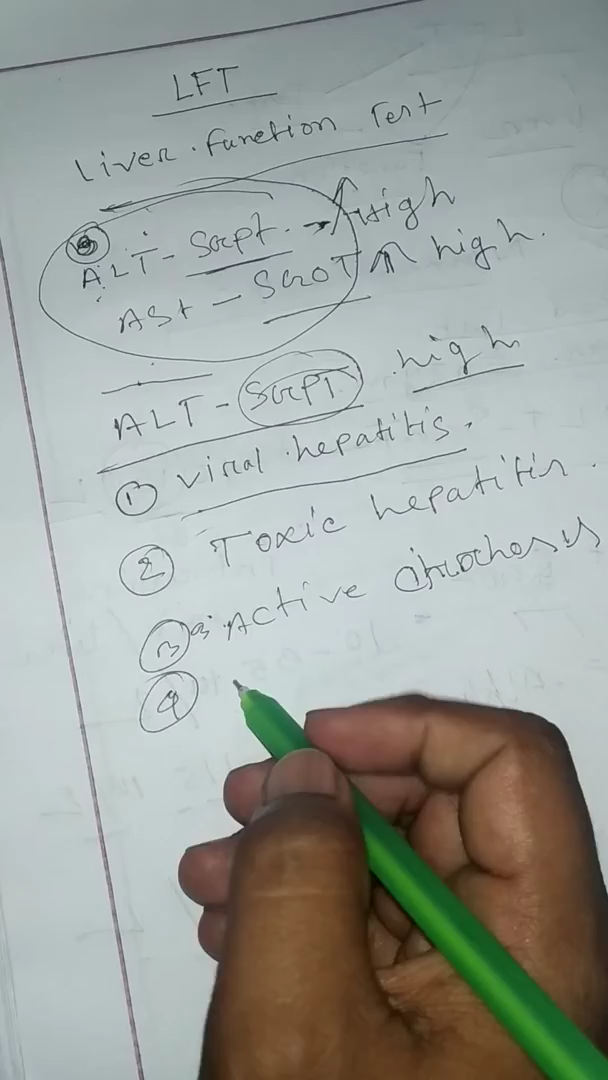 LFT
Liver. Function Test
ALT - SGPT. → ↑ High
AST - SGOT ↑ high.
ALT - SGPT. high
① Viral hepatitis.
② Toxic hepatitis.
③ Active cirrhosis
④